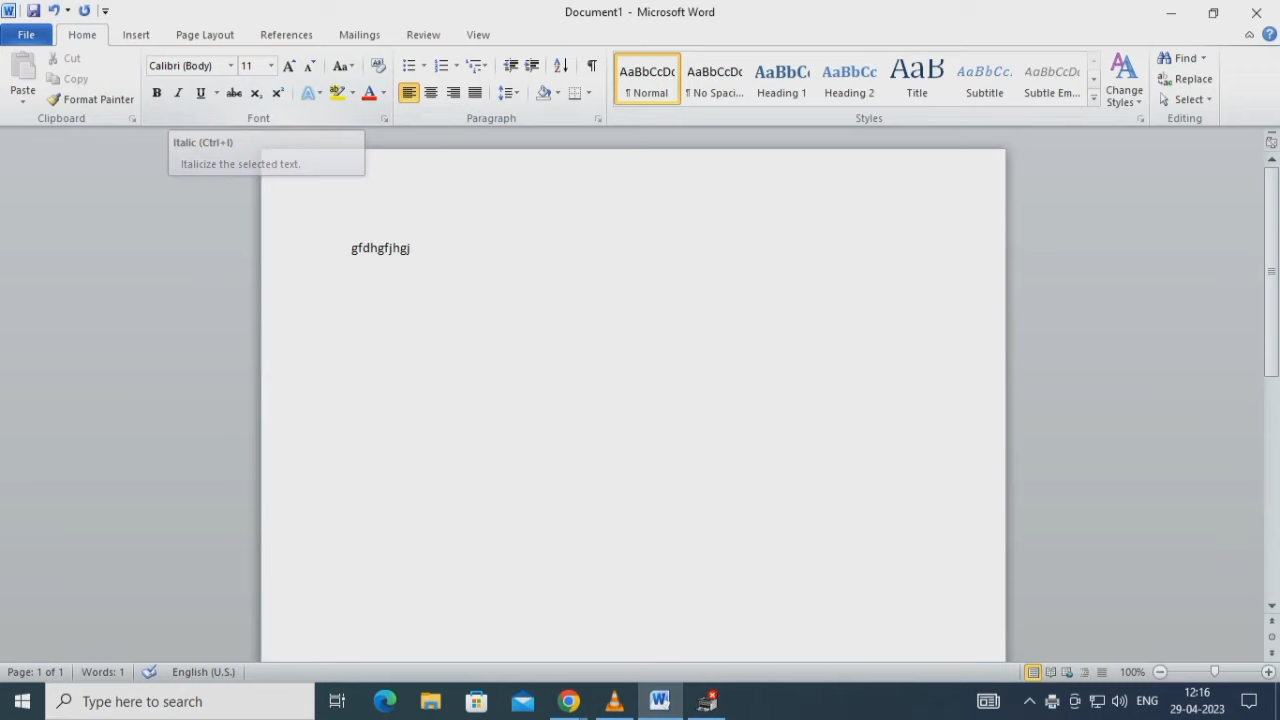 Document1 - Microsoft Word
File Home Insert Page Layout References Mailings Review View
Paste
Cut
Copy
Format Painter
Clipboard
Calibri (Body) 11
Font
Paragraph
AaBbCcDc AaBbCcDc AaBbC AaBbCc AaB AaBbCc. AaBbCcDc
¶ Normal ¶ No Spaci... Heading 1 Heading 2 Title Subtitle Subtle Em...
Change
Styles
Styles
Find
Replace
Select
Editing
Italic (Ctrl+I)
Italicize the selected text.
gfdhgfjhgj
Page: 1 of 1 Words: 1 English (U.S.) 100%
Type here to search
ENG
12:16
29-04-2023